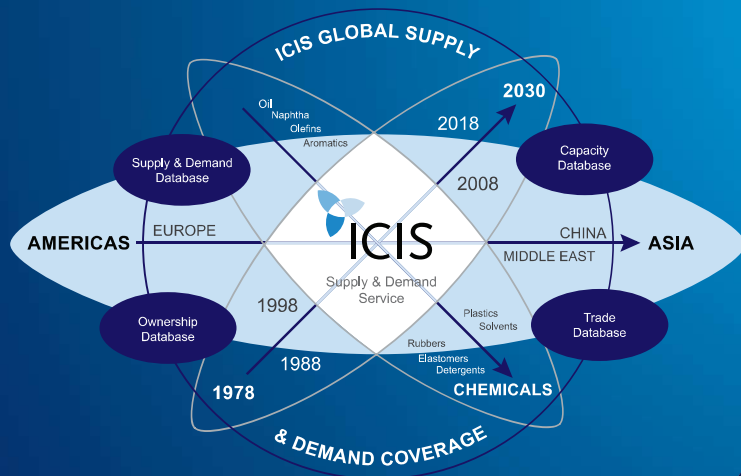 ICIS GLOBAL SUPPLY
Oil
Naphtha
Olefins
Aromatics
2030
2018
2008
Supply & Demand
Database
Capacity
Database
AMERICAS
EUROPE
ICIS
Supply & Demand
Service
CHINA
MIDDLE EAST
ASIA
Ownership
Database
1998
1988
1978
Plastics
Solvents
Rubbers
Elastomers
Detergents
CHEMICALS
Trade
Database
& DEMAND COVERAGE